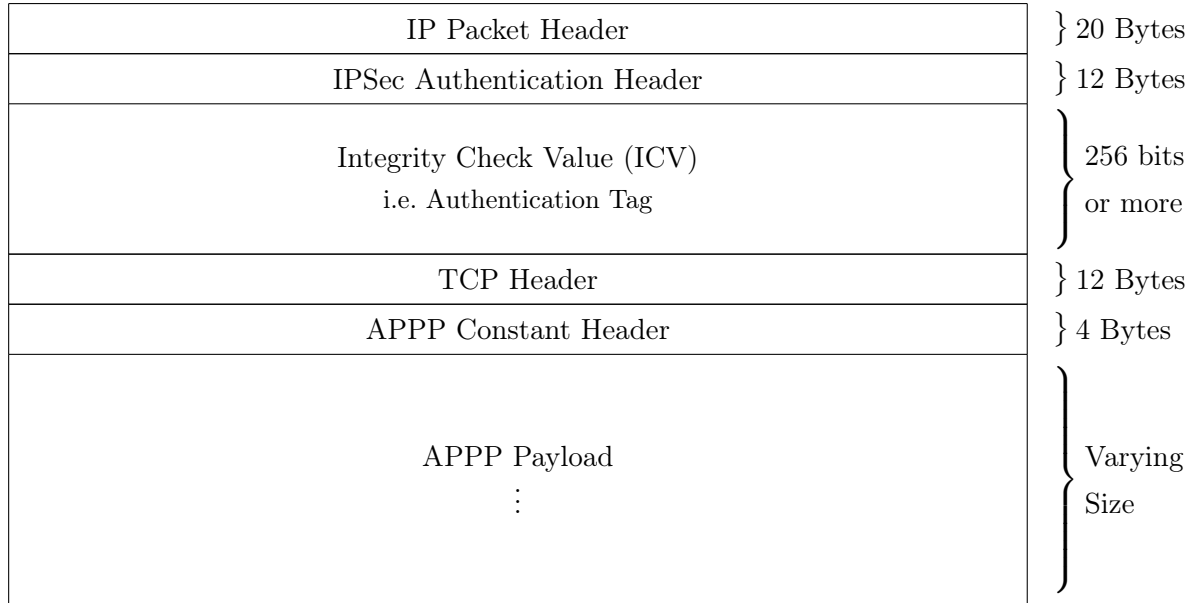 IP Packet Header } 20 Bytes
IPSec Authentication Header } 12 Bytes
Integrity Check Value (ICV) 256 bits
i.e. Authentication Tag or more
TCP Header } 12 Bytes
APPP Constant Header } 4 Bytes
APPP Payload Varying
⋮ Size